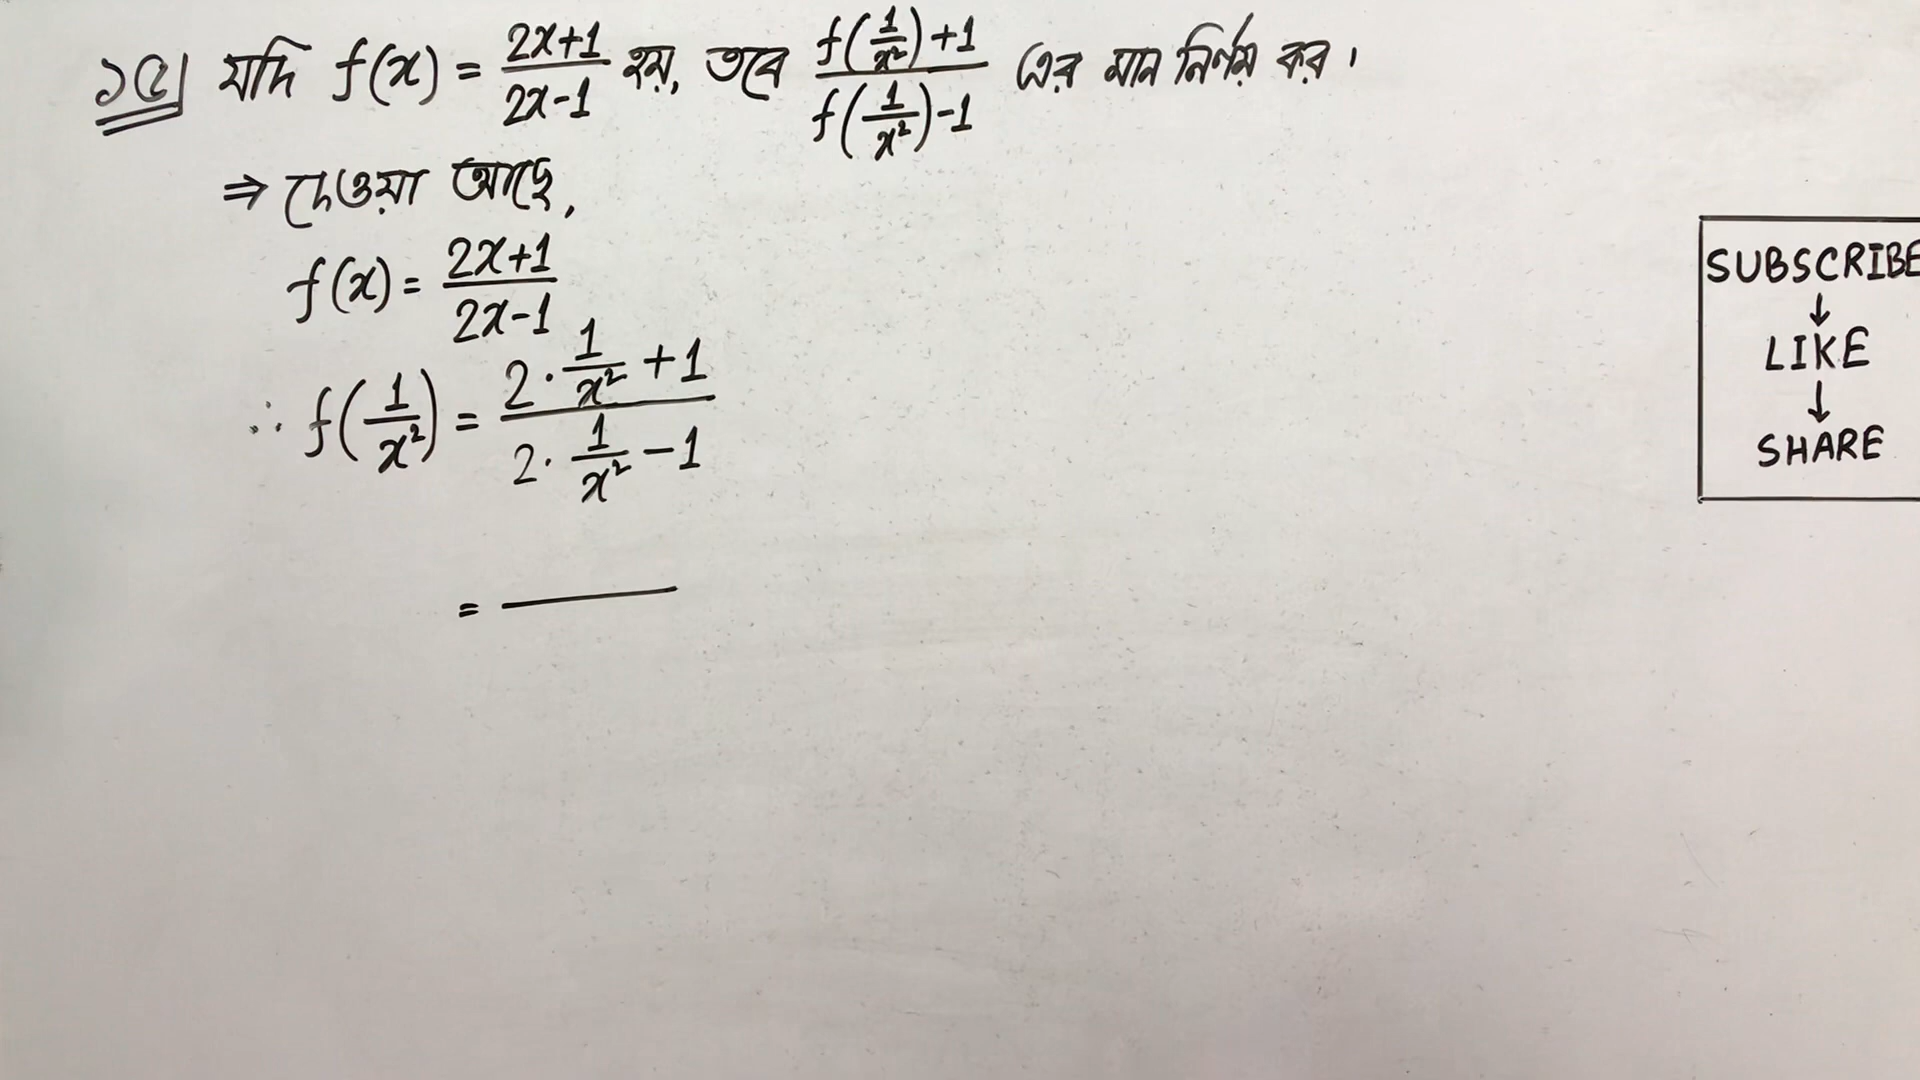 ১৫| যদি f(x) = (2x+1)/(2x-1) হয়, তবে (f(1/x²)+1)/(f(1/x²)-1) এর মান নির্ণয় কর।
⇒ দেওয়া আছে,
f(x) = (2x+1)/(2x-1)
∴ f(1/x²) = (2·1/x² + 1)/(2·1/x² - 1)
=
SUBSCRIBE
↓
LIKE
↓
SHARE